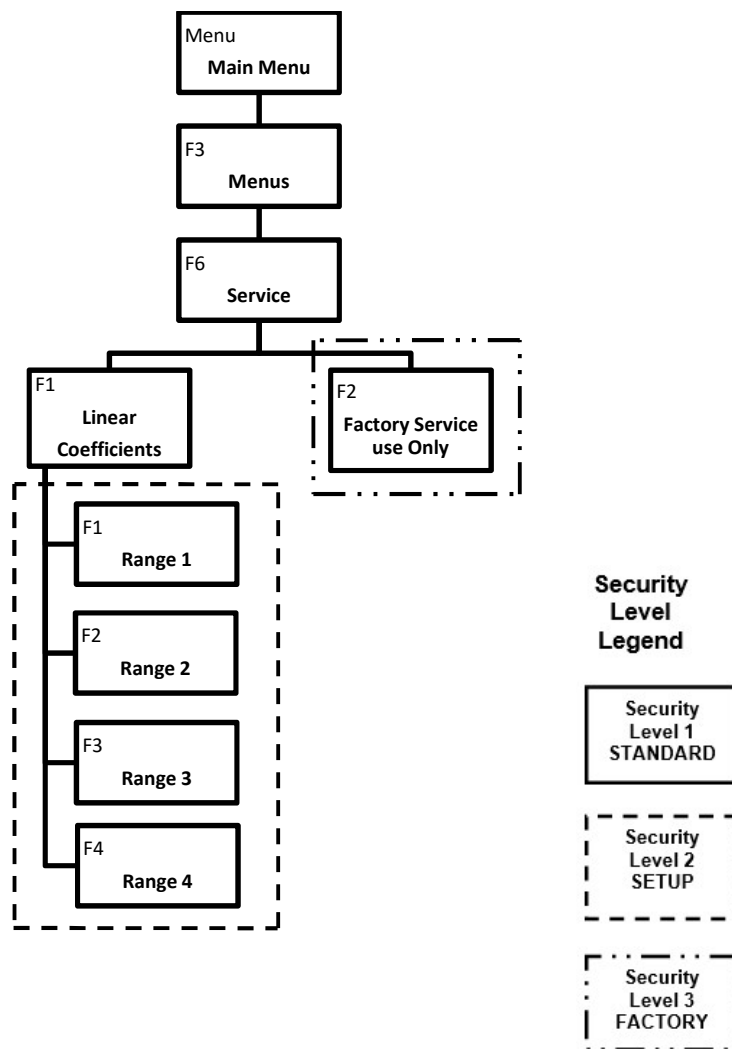 Menu
Main Menu
F3
Menus
F6
Service
F1
Linear
Coefficients
F2
Factory Service
use Only
F1
Range 1
F2
Range 2
F3
Range 3
F4
Range 4
Security
Level
Legend
Security
Level 1
STANDARD
Security
Level 2
SETUP
Security
Level 3
FACTORY